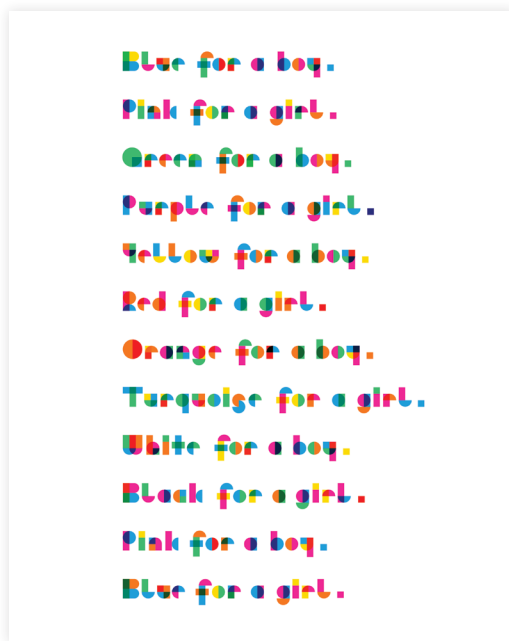 Blue for a boy.
Pink for a girl.
Green for a boy.
Purple for a girl.
Yellow for a boy.
Red for a girl.
Orange for a boy.
Turquoise for a girl.
White for a boy.
Black for a girl.
Pink for a boy.
Blue for a girl.